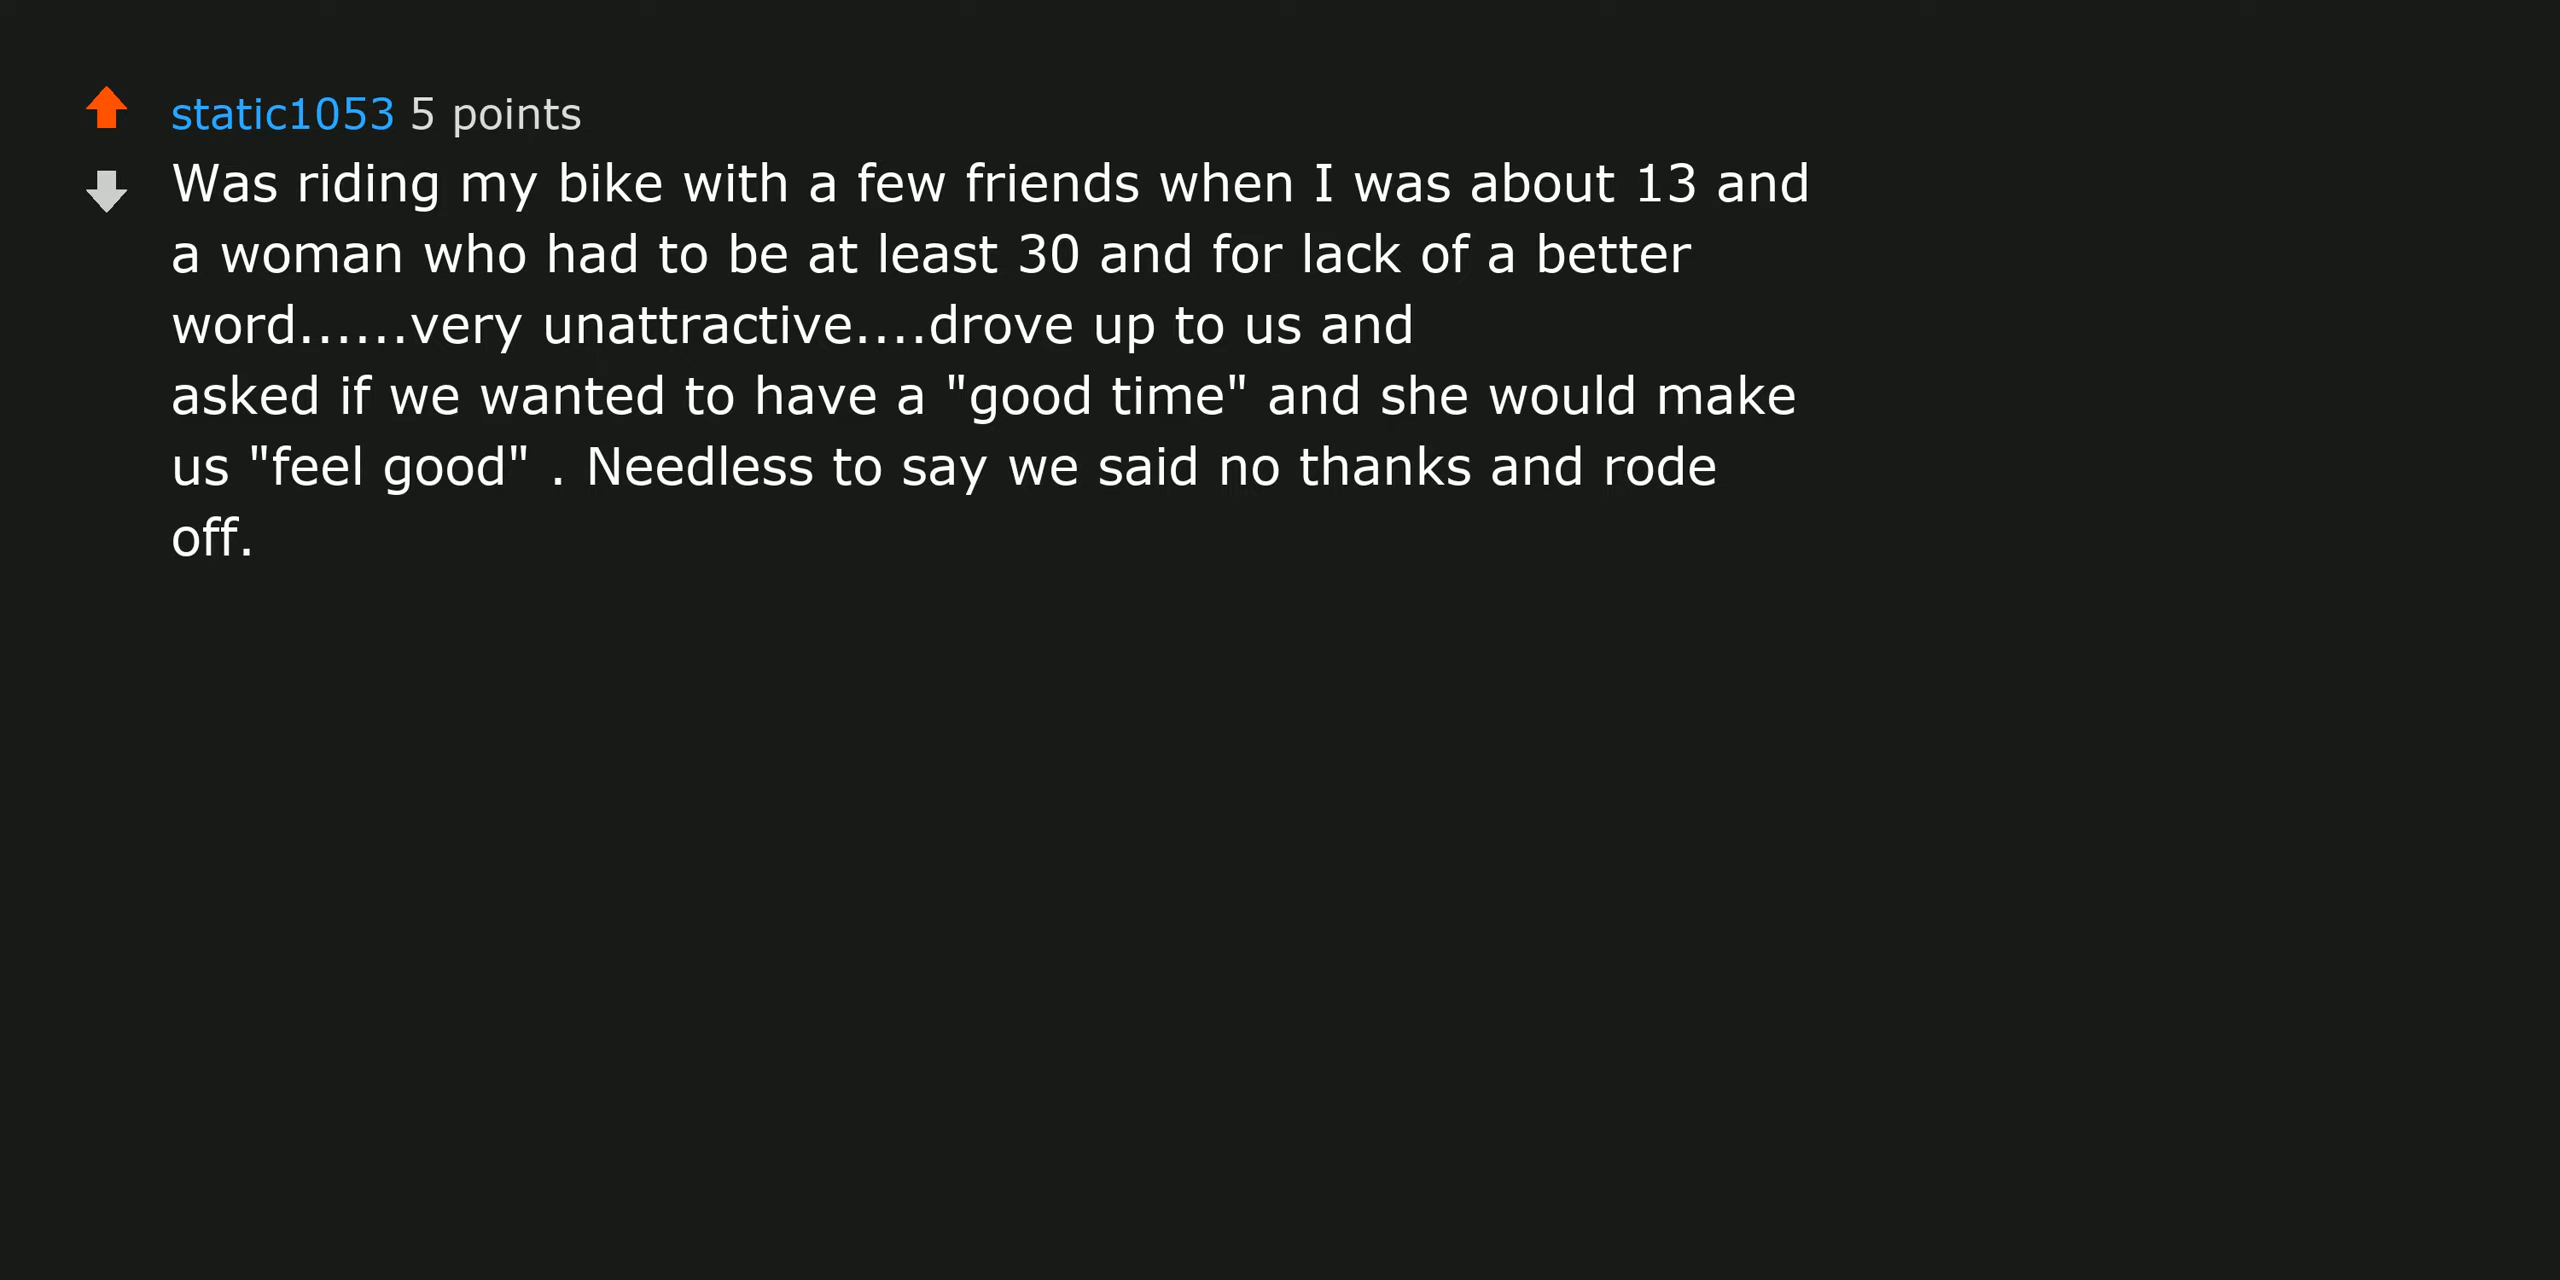 static1053 5 points
Was riding my bike with a few friends when I was about 13 and
a woman who had to be at least 30 and for lack of a better
word......very unattractive....drove up to us and
asked if we wanted to have a "good time" and she would make
us "feel good" . Needless to say we said no thanks and rode
off.